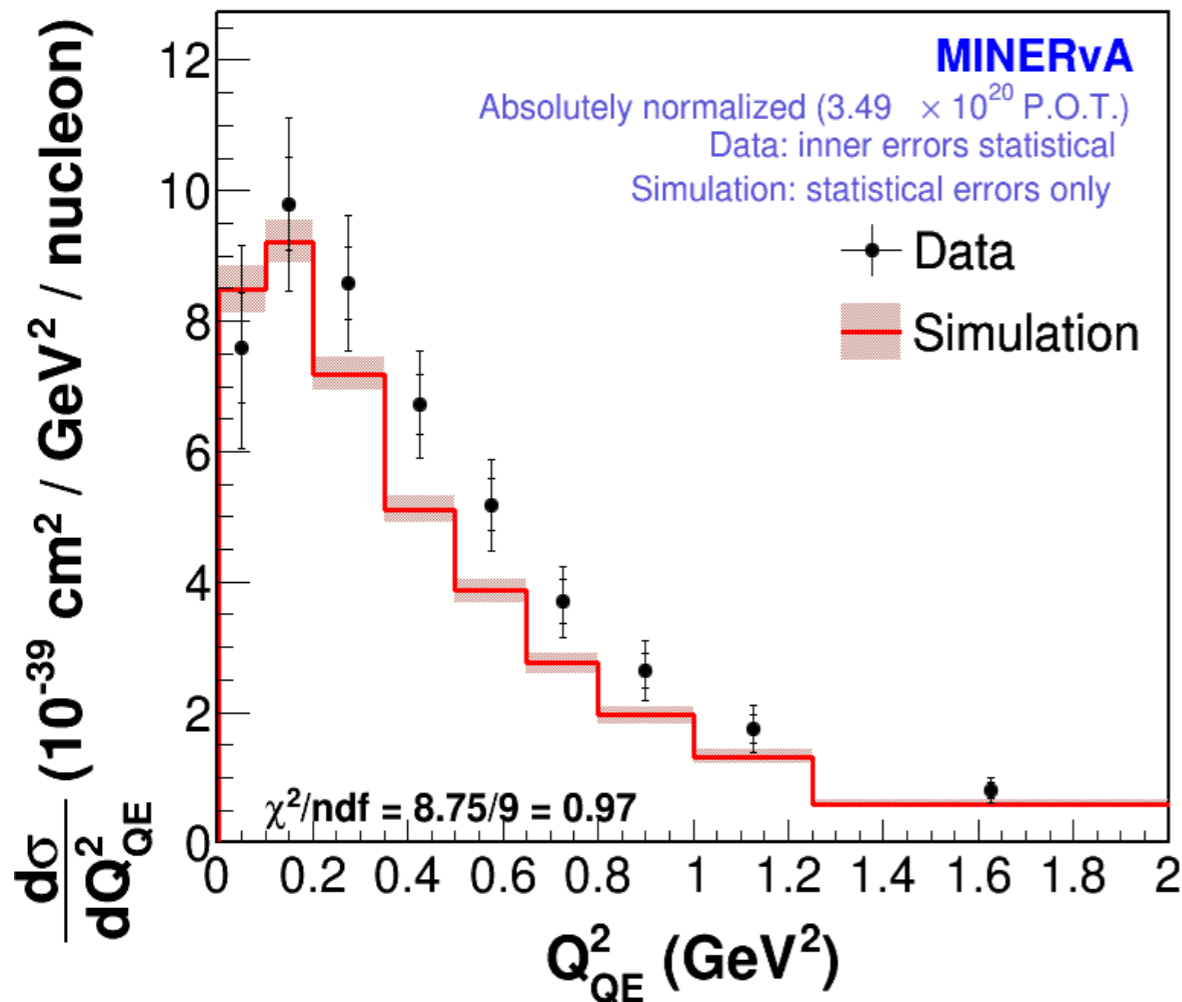 MINERvA
Absolutely normalized (3.49 × 10²⁰ P.O.T.)
Data: inner errors statistical
Simulation: statistical errors only
Data
Simulation
χ²/ndf = 8.75/9 = 0.97
12
10
8
6
4
2
0
0 0.2 0.4 0.6 0.8 1 1.2 1.4 1.6 1.8 2
Q²_QE (GeV²)
dσ/dQ²_QE (10⁻³⁹ cm² / GeV² / nucleon)